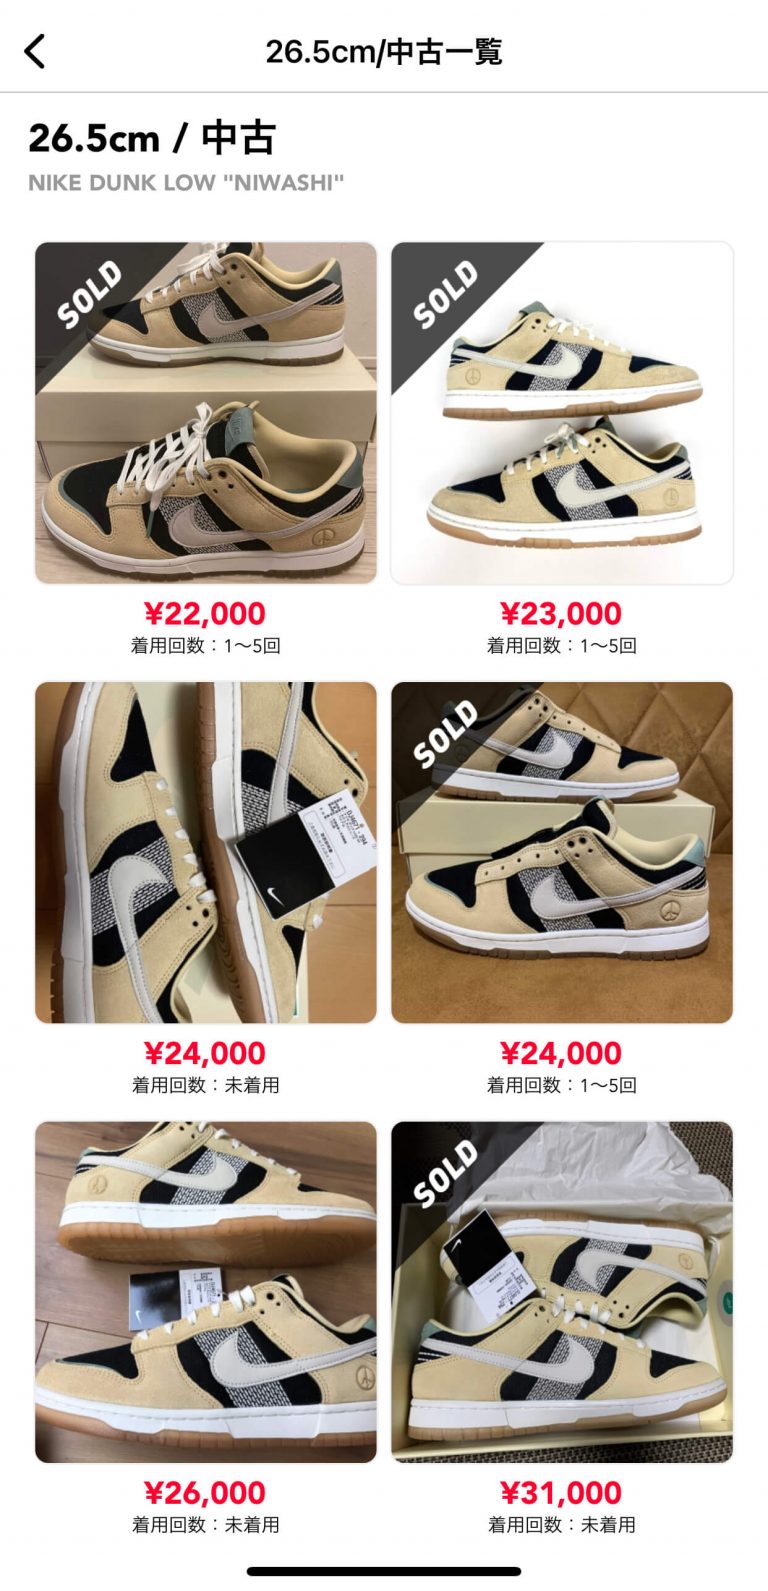 26.5cm/中古一覧
26.5cm / 中古
NIKE DUNK LOW "NIWASHI"
SOLD
SOLD
¥22,000
¥23,000
着用回数：1〜5回
着用回数：1〜5回
SOLD
¥24,000
¥24,000
着用回数：未着用
着用回数：1〜5回
SOLD
¥26,000
¥31,000
着用回数：未着用
着用回数：未着用